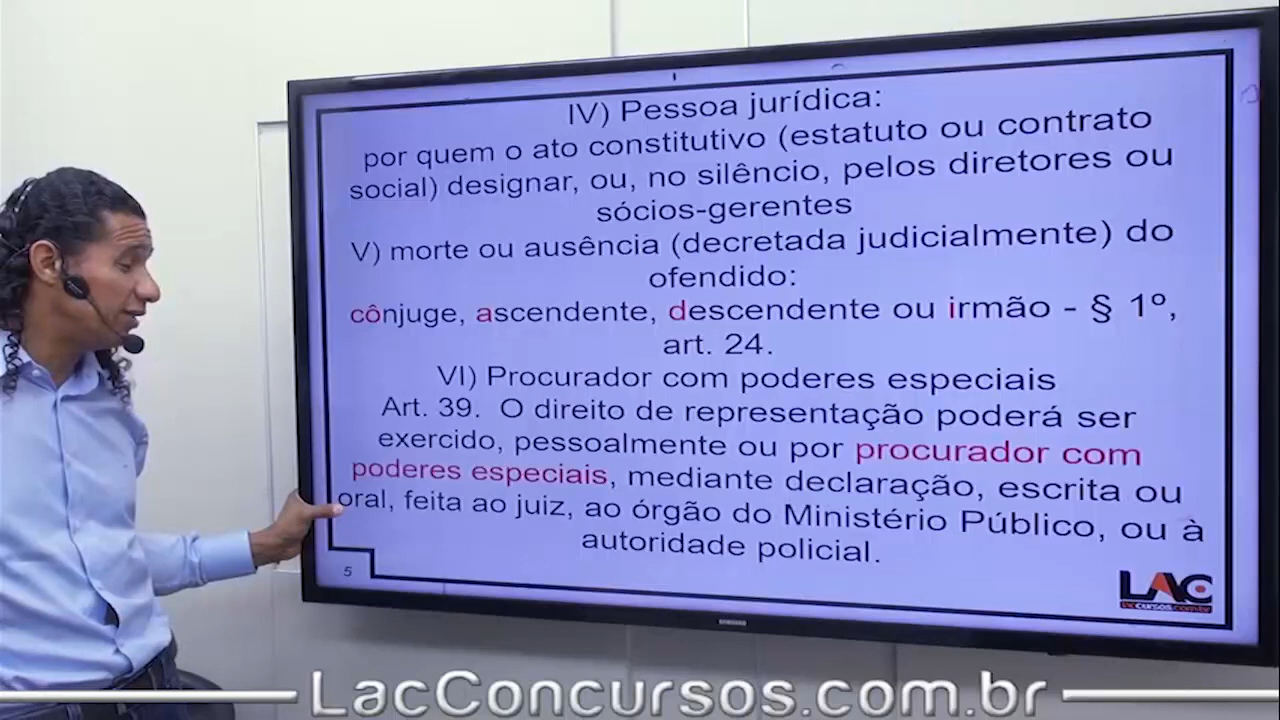 IV) Pessoa jurídica:
por quem o ato constitutivo (estatuto ou contrato
social) designar, ou, no silêncio, pelos diretores ou
sócios-gerentes
V) morte ou ausência (decretada judicialmente) do
ofendido:
cônjuge, ascendente, descendente ou irmão - § 1º,
art. 24.
VI) Procurador com poderes especiais
Art. 39. O direito de representação poderá ser
exercido, pessoalmente ou por procurador com
poderes especiais, mediante declaração, escrita ou
oral, feita ao juiz, ao órgão do Ministério Público, ou à
autoridade policial.
5
LAC
laccursos.com.br
LacConcursos.com.br